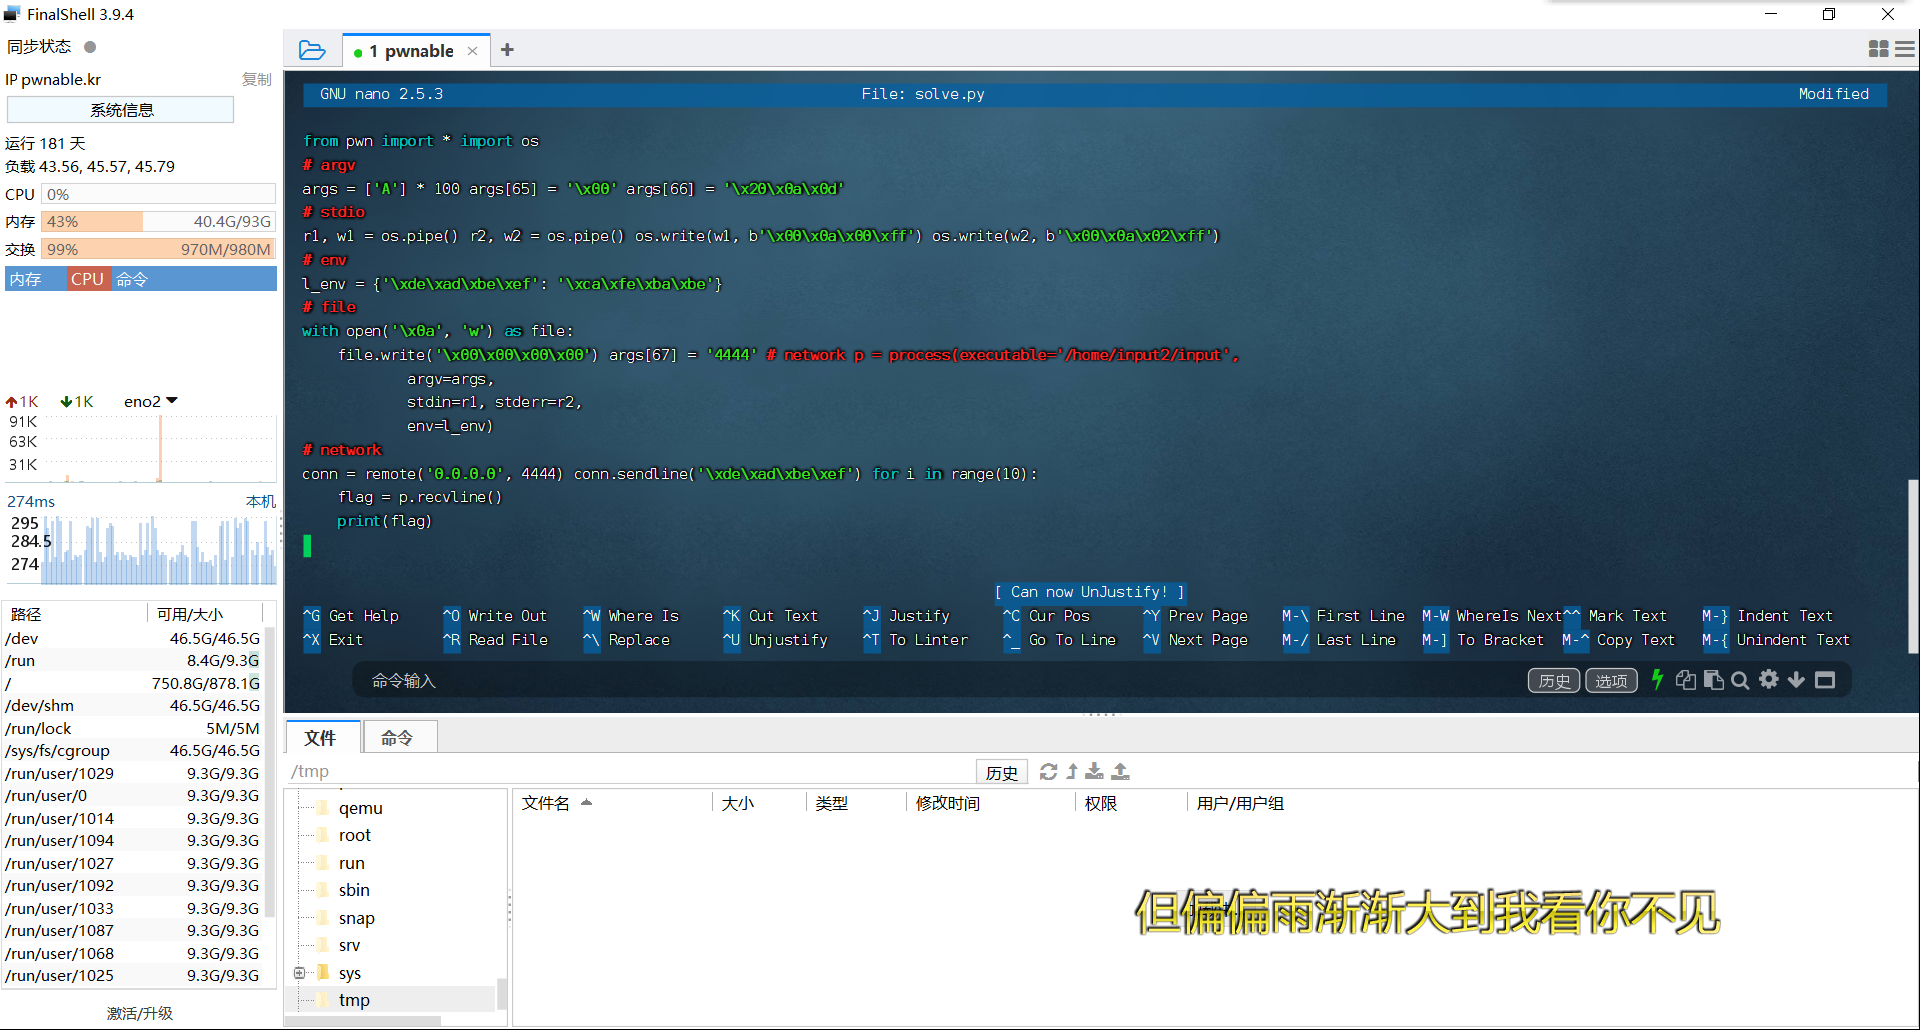 FinalShell 3.9.4
同步状态
IP pwnable.kr 复制
系统信息
运行 181 天
负载 43.56, 45.57, 45.79
CPU 0%
内存 43% 40.4G/93G
交换 99% 970M/980M
内存 CPU 命令
1K 1K eno2
91K
63K
31K
274ms 本机
295
284.5
274
路径 可用/大小
/dev 46.5G/46.5G
/run 8.4G/9.3G
/ 750.8G/878.1G
/dev/shm 46.5G/46.5G
/run/lock 5M/5M
/sys/fs/cgroup 46.5G/46.5G
/run/user/1029 9.3G/9.3G
/run/user/0 9.3G/9.3G
/run/user/1014 9.3G/9.3G
/run/user/1094 9.3G/9.3G
/run/user/1027 9.3G/9.3G
/run/user/1092 9.3G/9.3G
/run/user/1033 9.3G/9.3G
/run/user/1087 9.3G/9.3G
/run/user/1068 9.3G/9.3G
/run/user/1025 9.3G/9.3G
激活/升级
1 pwnable
GNU nano 2.5.3 File: solve.py Modified
from pwn import * import os
# argv
args = ['A'] * 100 args[65] = '\x00' args[66] = '\x20\x0a\x0d'
# stdio
r1, w1 = os.pipe() r2, w2 = os.pipe() os.write(w1, b'\x00\x0a\x00\xff') os.write(w2, b'\x00\x0a\x02\xff')
# env
l_env = {'\xde\xad\xbe\xef': '\xca\xfe\xba\xbe'}
# file
with open('\x0a', 'w') as file:
    file.write('\x00\x00\x00\x00') args[67] = '4444' # network p = process(executable='/home/input2/input',
            argv=args,
            stdin=r1, stderr=r2,
            env=l_env)
# network
conn = remote('0.0.0.0', 4444) conn.sendline('\xde\xad\xbe\xef') for i in range(10):
    flag = p.recvline()
    print(flag)
[ Can now UnJustify! ]
^G Get Help ^O Write Out ^W Where Is ^K Cut Text ^J Justify ^C Cur Pos ^Y Prev Page M-\ First Line M-W WhereIs Next ^^ Mark Text M-} Indent Text
^X Exit ^R Read File ^\ Replace ^U Unjustify ^T To Linter ^_ Go To Line ^V Next Page M-/ Last Line M-] To Bracket M-^ Copy Text M-{ Unindent Text
命令输入 历史 选项
文件 命令
/tmp 历史
文件名 大小 类型 修改时间 权限 用户/用户组
qemu
root
run
sbin
snap
srv
sys
tmp
但偏偏雨渐渐大到我看你不见